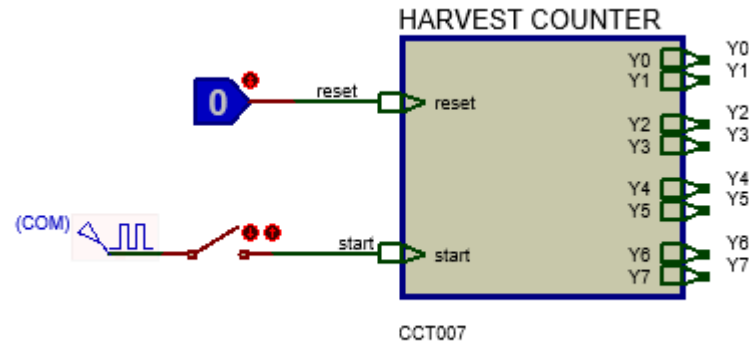 HARVEST COUNTER
Y0 Y0
Y1 Y1
0 reset reset
Y2 Y2
Y3 Y3
Y4 Y4
Y5 Y5
(COM) start start
Y6 Y6
Y7 Y7
CCT007